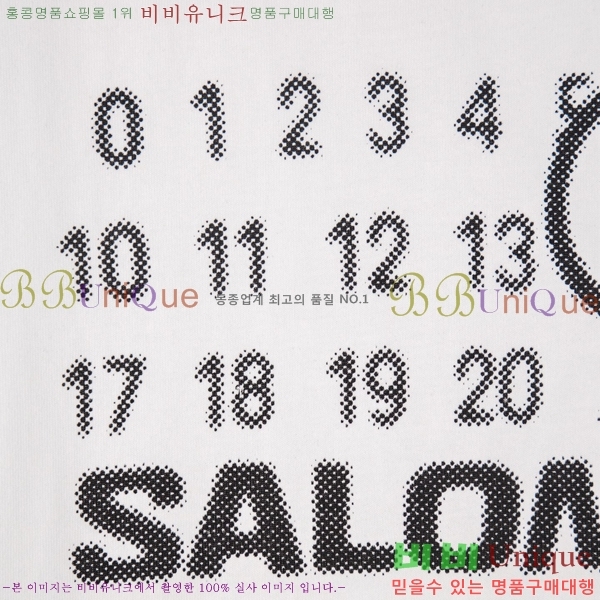 홍콩명품쇼핑몰 1위 비비유니크명품구매대행
0 1 2 3 4
10 11 12 13
BBUniQue 동종업계 최고의 품질 NO.1 BBUniQue
17 18 19 20
SALOM
비비Unique
-본 이미지는 비비유니크에서 촬영한 100% 실사 이미지 입니다.-
믿을수 있는 명품구매대행